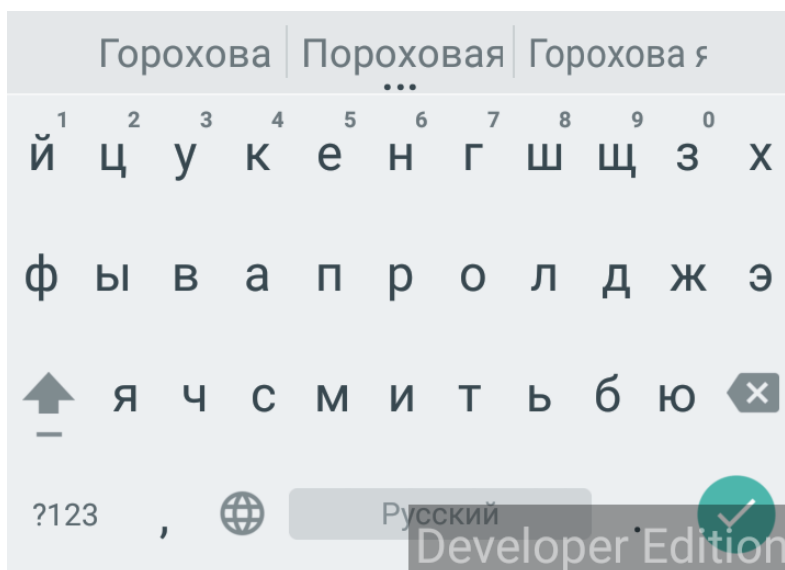 Горохова Пороховая Горохова я
1 2 3 4 5 6 7 8 9 0
й ц у к е н г ш щ з х
ф ы в а п р о л д ж э
я ч с м и т ь б ю
?123 , Русский .
Developer Edition